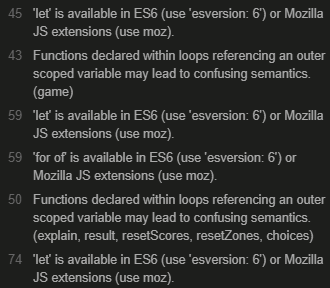 45 'let' is available in ES6 (use 'esversion: 6') or Mozilla
JS extensions (use moz).
43 Functions declared within loops referencing an outer
scoped variable may lead to confusing semantics.
(game)
59 'let' is available in ES6 (use 'esversion: 6') or Mozilla
JS extensions (use moz).
59 'for of' is available in ES6 (use 'esversion: 6') or
Mozilla JS extensions (use moz).
50 Functions declared within loops referencing an outer
scoped variable may lead to confusing semantics.
(explain, result, resetScores, resetZones, choices)
74 'let' is available in ES6 (use 'esversion: 6') or Mozilla
JS extensions (use moz).